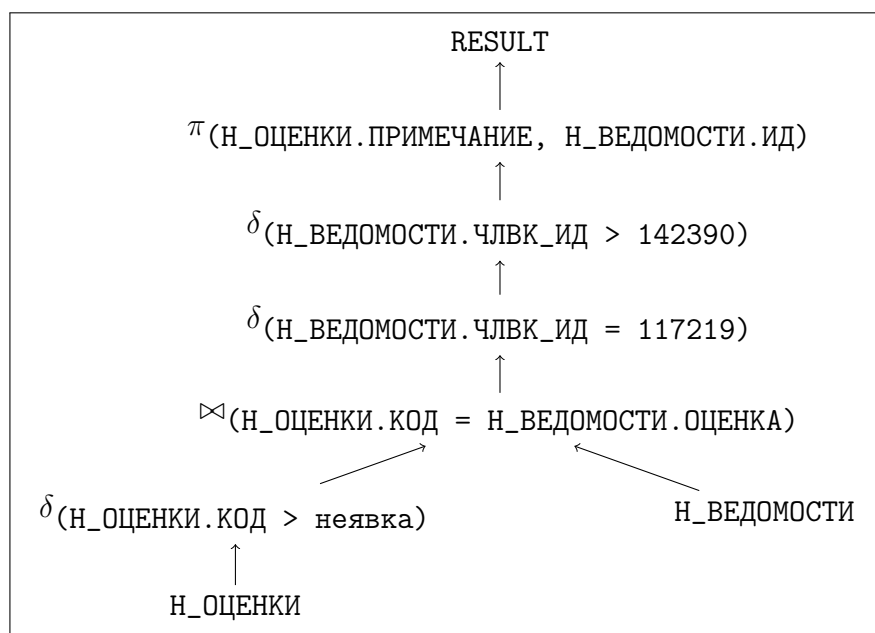 RESULT
π(Н_ОЦЕНКИ.ПРИМЕЧАНИЕ, Н_ВЕДОМОСТИ.ИД)
δ(Н_ВЕДОМОСТИ.ЧЛВК_ИД > 142390)
δ(Н_ВЕДОМОСТИ.ЧЛВК_ИД = 117219)
⋈(Н_ОЦЕНКИ.КОД = Н_ВЕДОМОСТИ.ОЦЕНКА)
δ(Н_ОЦЕНКИ.КОД > неявка)
Н_ВЕДОМОСТИ
Н_ОЦЕНКИ